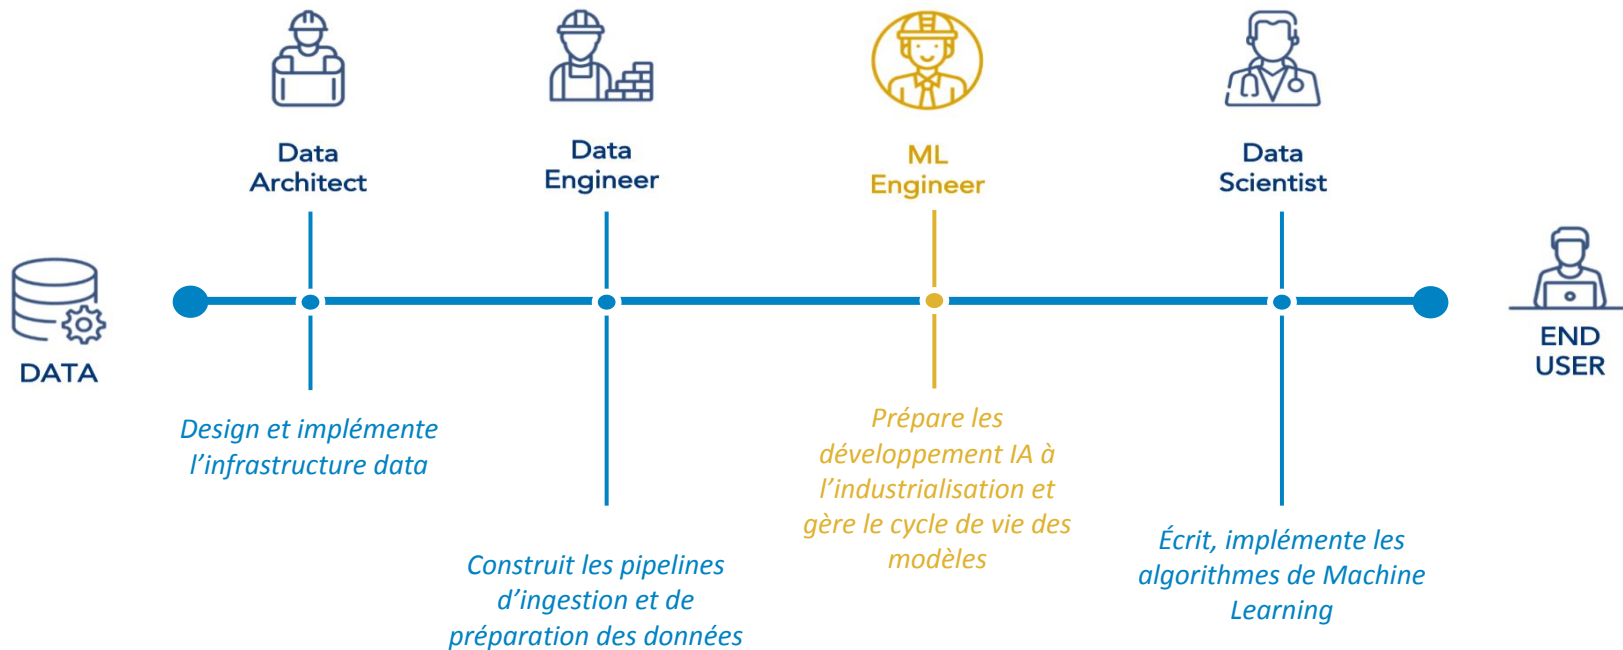 Data
Architect
Data
Engineer
ML
Engineer
Data
Scientist
DATA
END
USER
Design et implémente
l’infrastructure data
Construit les pipelines
d’ingestion et de
préparation des données
Prépare les
développement IA à
l’industrialisation et
gère le cycle de vie des
modèles
Écrit, implémente les
algorithmes de Machine
Learning